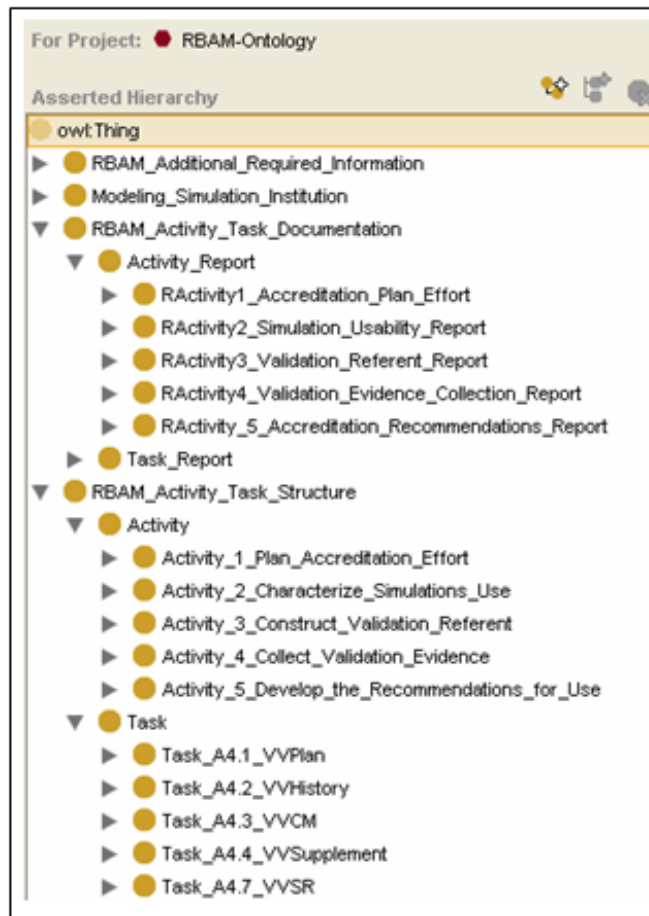 For Project: RBAM-Ontology
Asserted Hierarchy
owl:Thing
RBAM_Additional_Required_Information
Modeling_Simulation_Institution
RBAM_Activity_Task_Documentation
Activity_Report
RActivity1_Accreditation_Plan_Effort
RActivity2_Simulation_Usability_Report
RActivity3_Validation_Referent_Report
RActivity4_Validation_Evidence_Collection_Report
RActivity_5_Accreditation_Recommendations_Report
Task_Report
RBAM_Activity_Task_Structure
Activity
Activity_1_Plan_Accreditation_Effort
Activity_2_Characterize_Simulations_Use
Activity_3_Construct_Validation_Referent
Activity_4_Collect_Validation_Evidence
Activity_5_Develop_the_Recommendations_for_Use
Task
Task_A4.1_VVPlan
Task_A4.2_VVHistory
Task_A4.3_VVCM
Task_A4.4_VVSupplement
Task_A4.7_VVSR